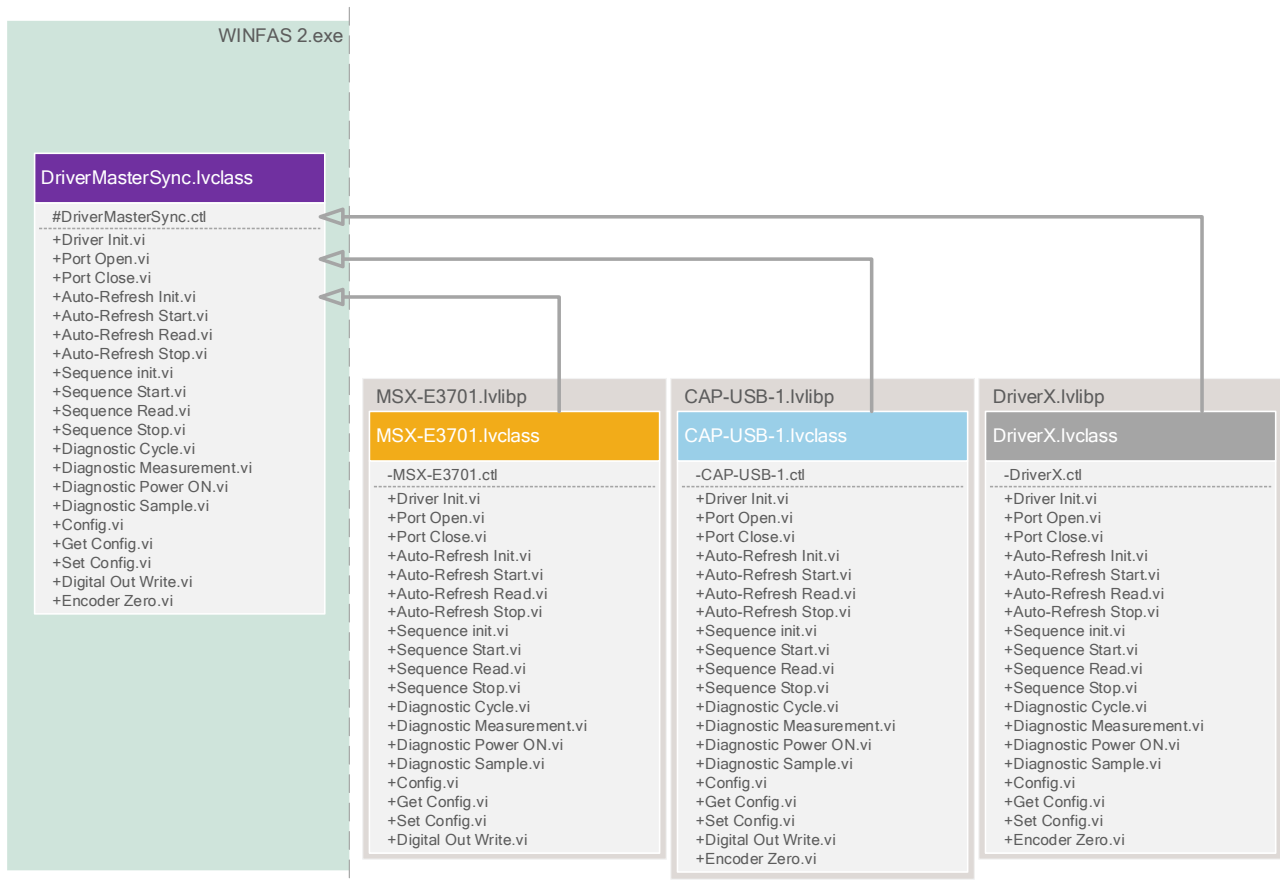 WINFAS 2.exe
DriverMasterSync.lvclass
#DriverMasterSync.ctl
+Driver Init.vi
+Port Open.vi
+Port Close.vi
+Auto-Refresh Init.vi
+Auto-Refresh Start.vi
+Auto-Refresh Read.vi
+Auto-Refresh Stop.vi
+Sequence init.vi
+Sequence Start.vi
+Sequence Read.vi
+Sequence Stop.vi
+Diagnostic Cycle.vi
+Diagnostic Measurement.vi
+Diagnostic Power ON.vi
+Diagnostic Sample.vi
+Config.vi
+Get Config.vi
+Set Config.vi
+Digital Out Write.vi
+Encoder Zero.vi
MSX-E3701.lvlibp
MSX-E3701.lvclass
-MSX-E3701.ctl
+Driver Init.vi
+Port Open.vi
+Port Close.vi
+Auto-Refresh Init.vi
+Auto-Refresh Start.vi
+Auto-Refresh Read.vi
+Auto-Refresh Stop.vi
+Sequence init.vi
+Sequence Start.vi
+Sequence Read.vi
+Sequence Stop.vi
+Diagnostic Cycle.vi
+Diagnostic Measurement.vi
+Diagnostic Power ON.vi
+Diagnostic Sample.vi
+Config.vi
+Get Config.vi
+Set Config.vi
+Digital Out Write.vi
CAP-USB-1.lvlibp
CAP-USB-1.lvclass
-CAP-USB-1.ctl
+Driver Init.vi
+Port Open.vi
+Port Close.vi
+Auto-Refresh Init.vi
+Auto-Refresh Start.vi
+Auto-Refresh Read.vi
+Auto-Refresh Stop.vi
+Sequence init.vi
+Sequence Start.vi
+Sequence Read.vi
+Sequence Stop.vi
+Diagnostic Cycle.vi
+Diagnostic Measurement.vi
+Diagnostic Power ON.vi
+Diagnostic Sample.vi
+Config.vi
+Get Config.vi
+Set Config.vi
+Digital Out Write.vi
+Encoder Zero.vi
DriverX.lvlibp
DriverX.lvclass
-DriverX.ctl
+Driver Init.vi
+Port Open.vi
+Port Close.vi
+Auto-Refresh Init.vi
+Auto-Refresh Start.vi
+Auto-Refresh Read.vi
+Auto-Refresh Stop.vi
+Sequence init.vi
+Sequence Start.vi
+Sequence Read.vi
+Sequence Stop.vi
+Diagnostic Cycle.vi
+Diagnostic Measurement.vi
+Diagnostic Power ON.vi
+Diagnostic Sample.vi
+Config.vi
+Get Config.vi
+Set Config.vi
+Encoder Zero.vi